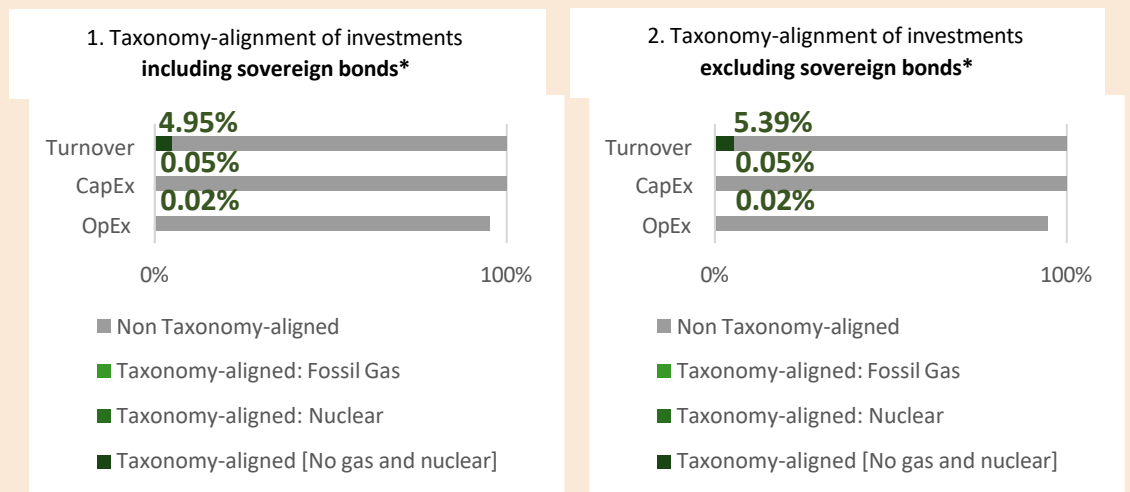 1. Taxonomy-alignment of investments
including sovereign bonds*
4.95%
Turnover
0.05%
CapEx
0.02%
OpEx
0%
100%
Non Taxonomy-aligned
Taxonomy-aligned: Fossil Gas
Taxonomy-aligned: Nuclear
Taxonomy-aligned [No gas and nuclear]
2. Taxonomy-alignment of investments
excluding sovereign bonds*
5.39%
Turnover
0.05%
CapEx
0.02%
OpEx
0%
100%
Non Taxonomy-aligned
Taxonomy-aligned: Fossil Gas
Taxonomy-aligned: Nuclear
Taxonomy-aligned [No gas and nuclear]